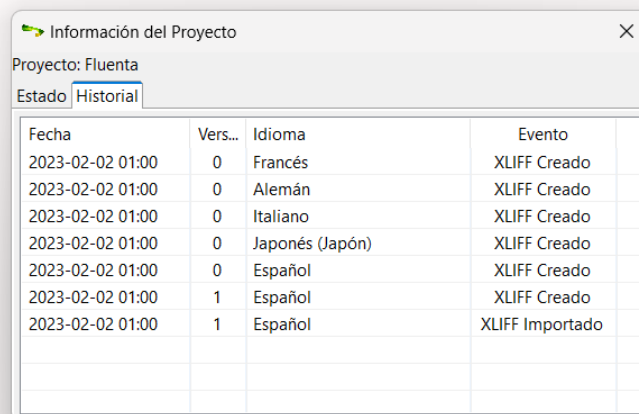 Información del Proyecto
Proyecto: Fluenta
Estado Historial
Fecha Vers... Idioma Evento
2023-02-02 01:00 0 Francés XLIFF Creado
2023-02-02 01:00 0 Alemán XLIFF Creado
2023-02-02 01:00 0 Italiano XLIFF Creado
2023-02-02 01:00 0 Japonés (Japón) XLIFF Creado
2023-02-02 01:00 0 Español XLIFF Creado
2023-02-02 01:00 1 Español XLIFF Creado
2023-02-02 01:00 1 Español XLIFF Importado